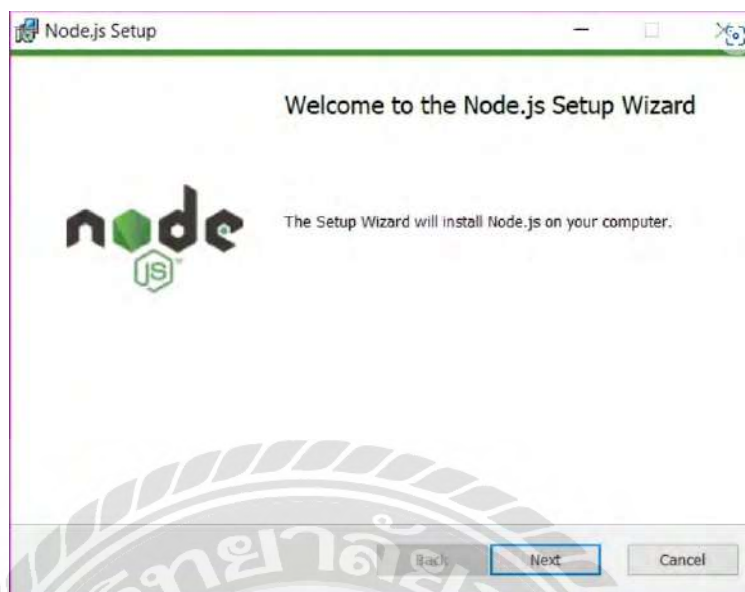 Node.js Setup
Welcome to the Node.js Setup Wizard
node
JS
The Setup Wizard will install Node.js on your computer.
Back
Next
Cancel